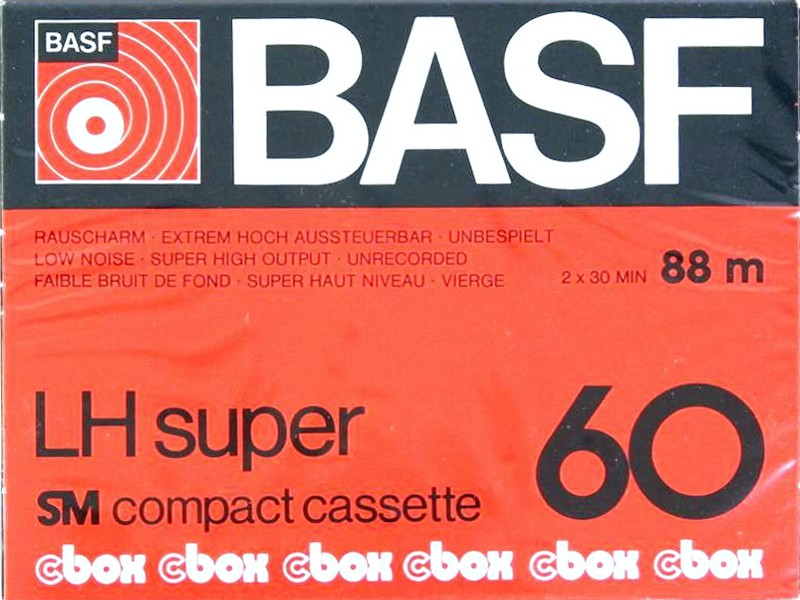 BASF
BASF
RAUSCHARM · EXTREM HOCH AUSSTEUERBAR · UNBESPIELT
LOW NOISE · SUPER HIGH OUTPUT · UNRECORDED
FAIBLE BRUIT DE FOND · SUPER HAUT NIVEAU · VIERGE
2 x 30 MIN 88 m
LH super
60
SM compact cassette
cbox cbox cbox cbox cbox cbox